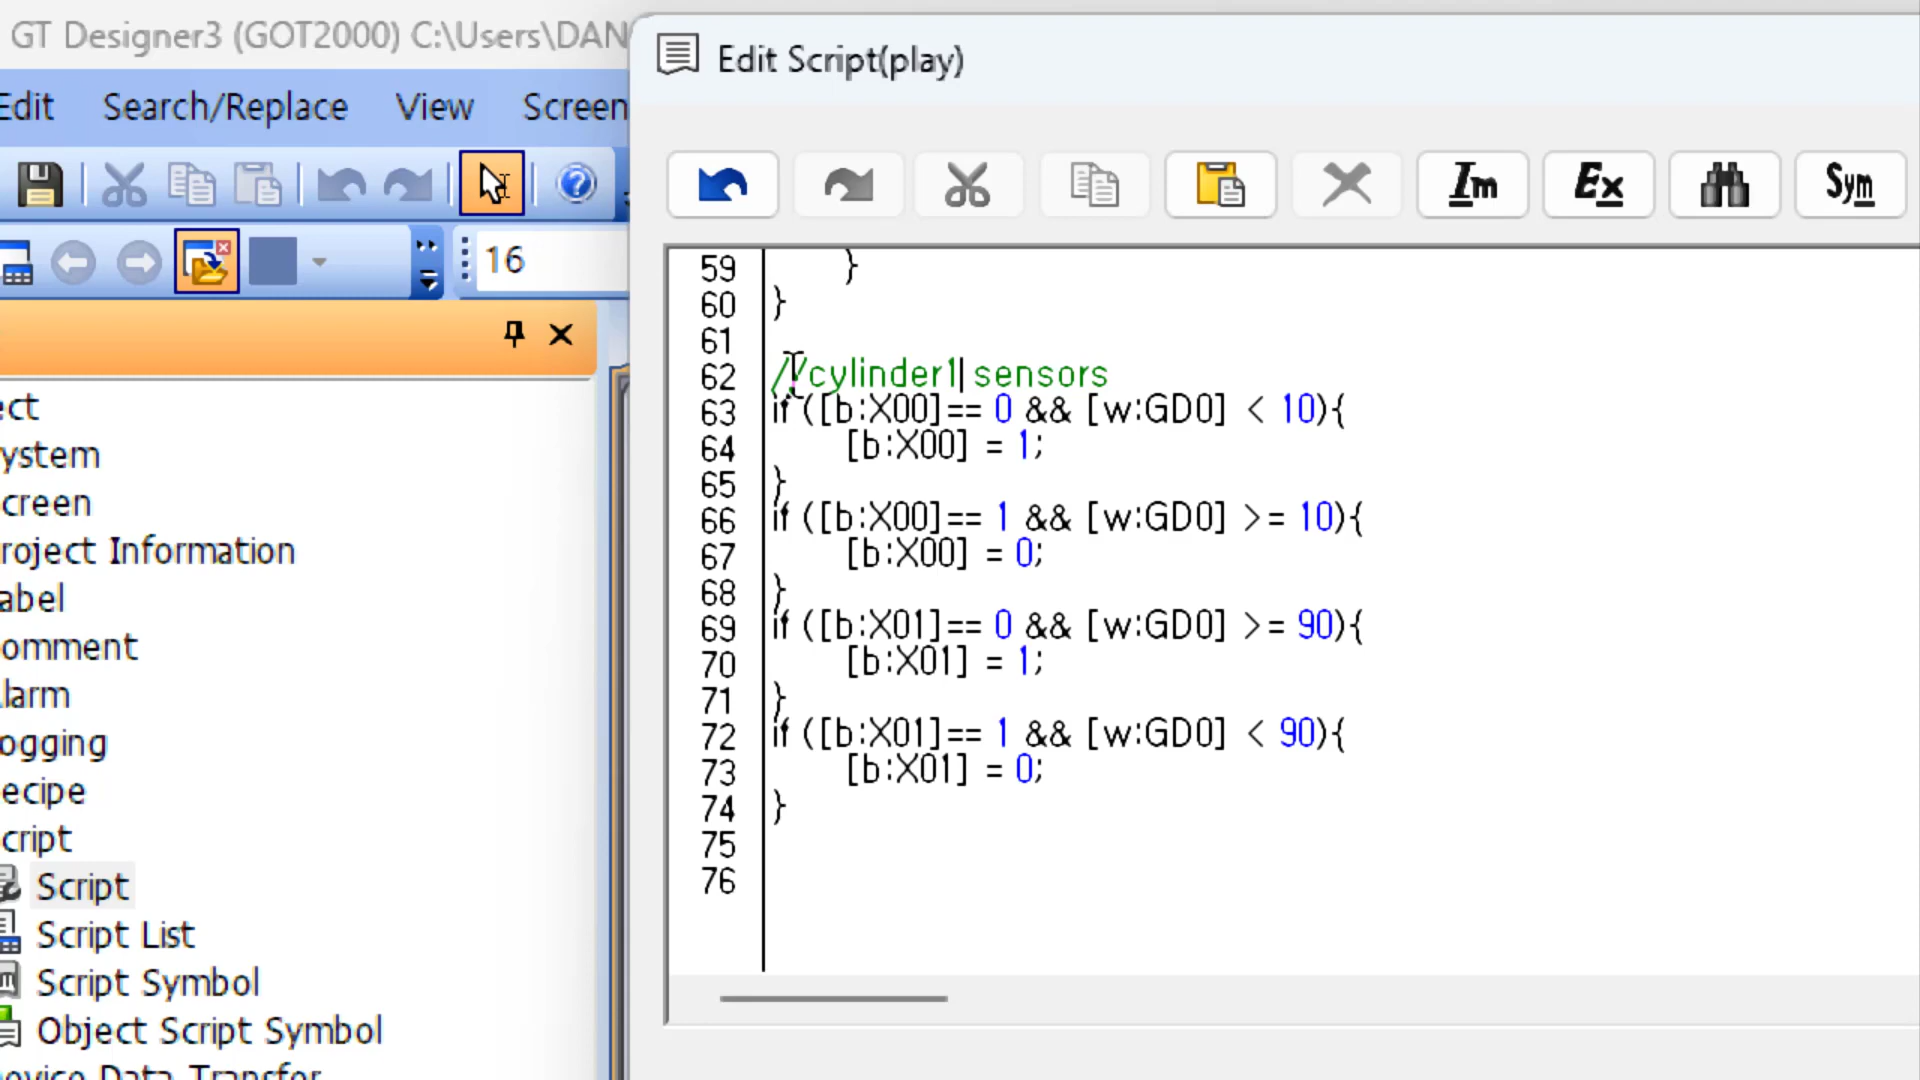 GT Designer3 (GOT2000) C:\Users\DAN
Edit Script(play)
Edit Search/Replace View Screen
Im Ex Sym
16
59 }
60 }
61
62 //cylinder1 sensors
63 if ([b:X00]== 0 && [w:GD0] < 10){
64 [b:X00] = 1;
65 }
66 if ([b:X00]== 1 && [w:GD0] >= 10){
67 [b:X00] = 0;
68 }
69 if ([b:X01]== 0 && [w:GD0] >= 90){
70 [b:X01] = 1;
71 }
72 if ([b:X01]== 1 && [w:GD0] < 90){
73 [b:X01] = 0;
74 }
75
76
ect
ystem
creen
roject Information
abel
omment
larm
ogging
ecipe
cript
Script
Script List
Script Symbol
Object Script Symbol
evice Data Transfer